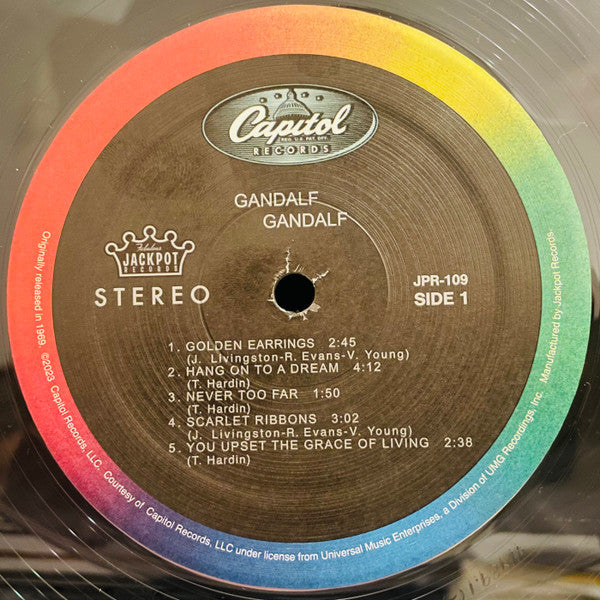 Capitol
REG. U.S. PAT. OFF.
RECORDS
GANDALF
GANDALF
Fabulous
JACKPOT
RECORDS
STEREO
JPR-109
SIDE 1
1. GOLDEN EARRINGS 2:45
(J. Livingston-R. Evans-V. Young)
2. HANG ON TO A DREAM 4:12
(T. Hardin)
3. NEVER TOO FAR 1:50
(T. Hardin)
4. SCARLET RIBBONS 3:02
(J. Livingston-R. Evans-V. Young)
5. YOU UPSET THE GRACE OF LIVING 2:38
(T. Hardin)
Originally released in 1969. ©2023 Capitol Records, LLC. Courtesy of Capitol Records, LLC under license from Universal Music Enterprises, a Division of UMG Recordings, Inc. Manufactured by Jackpot Records.